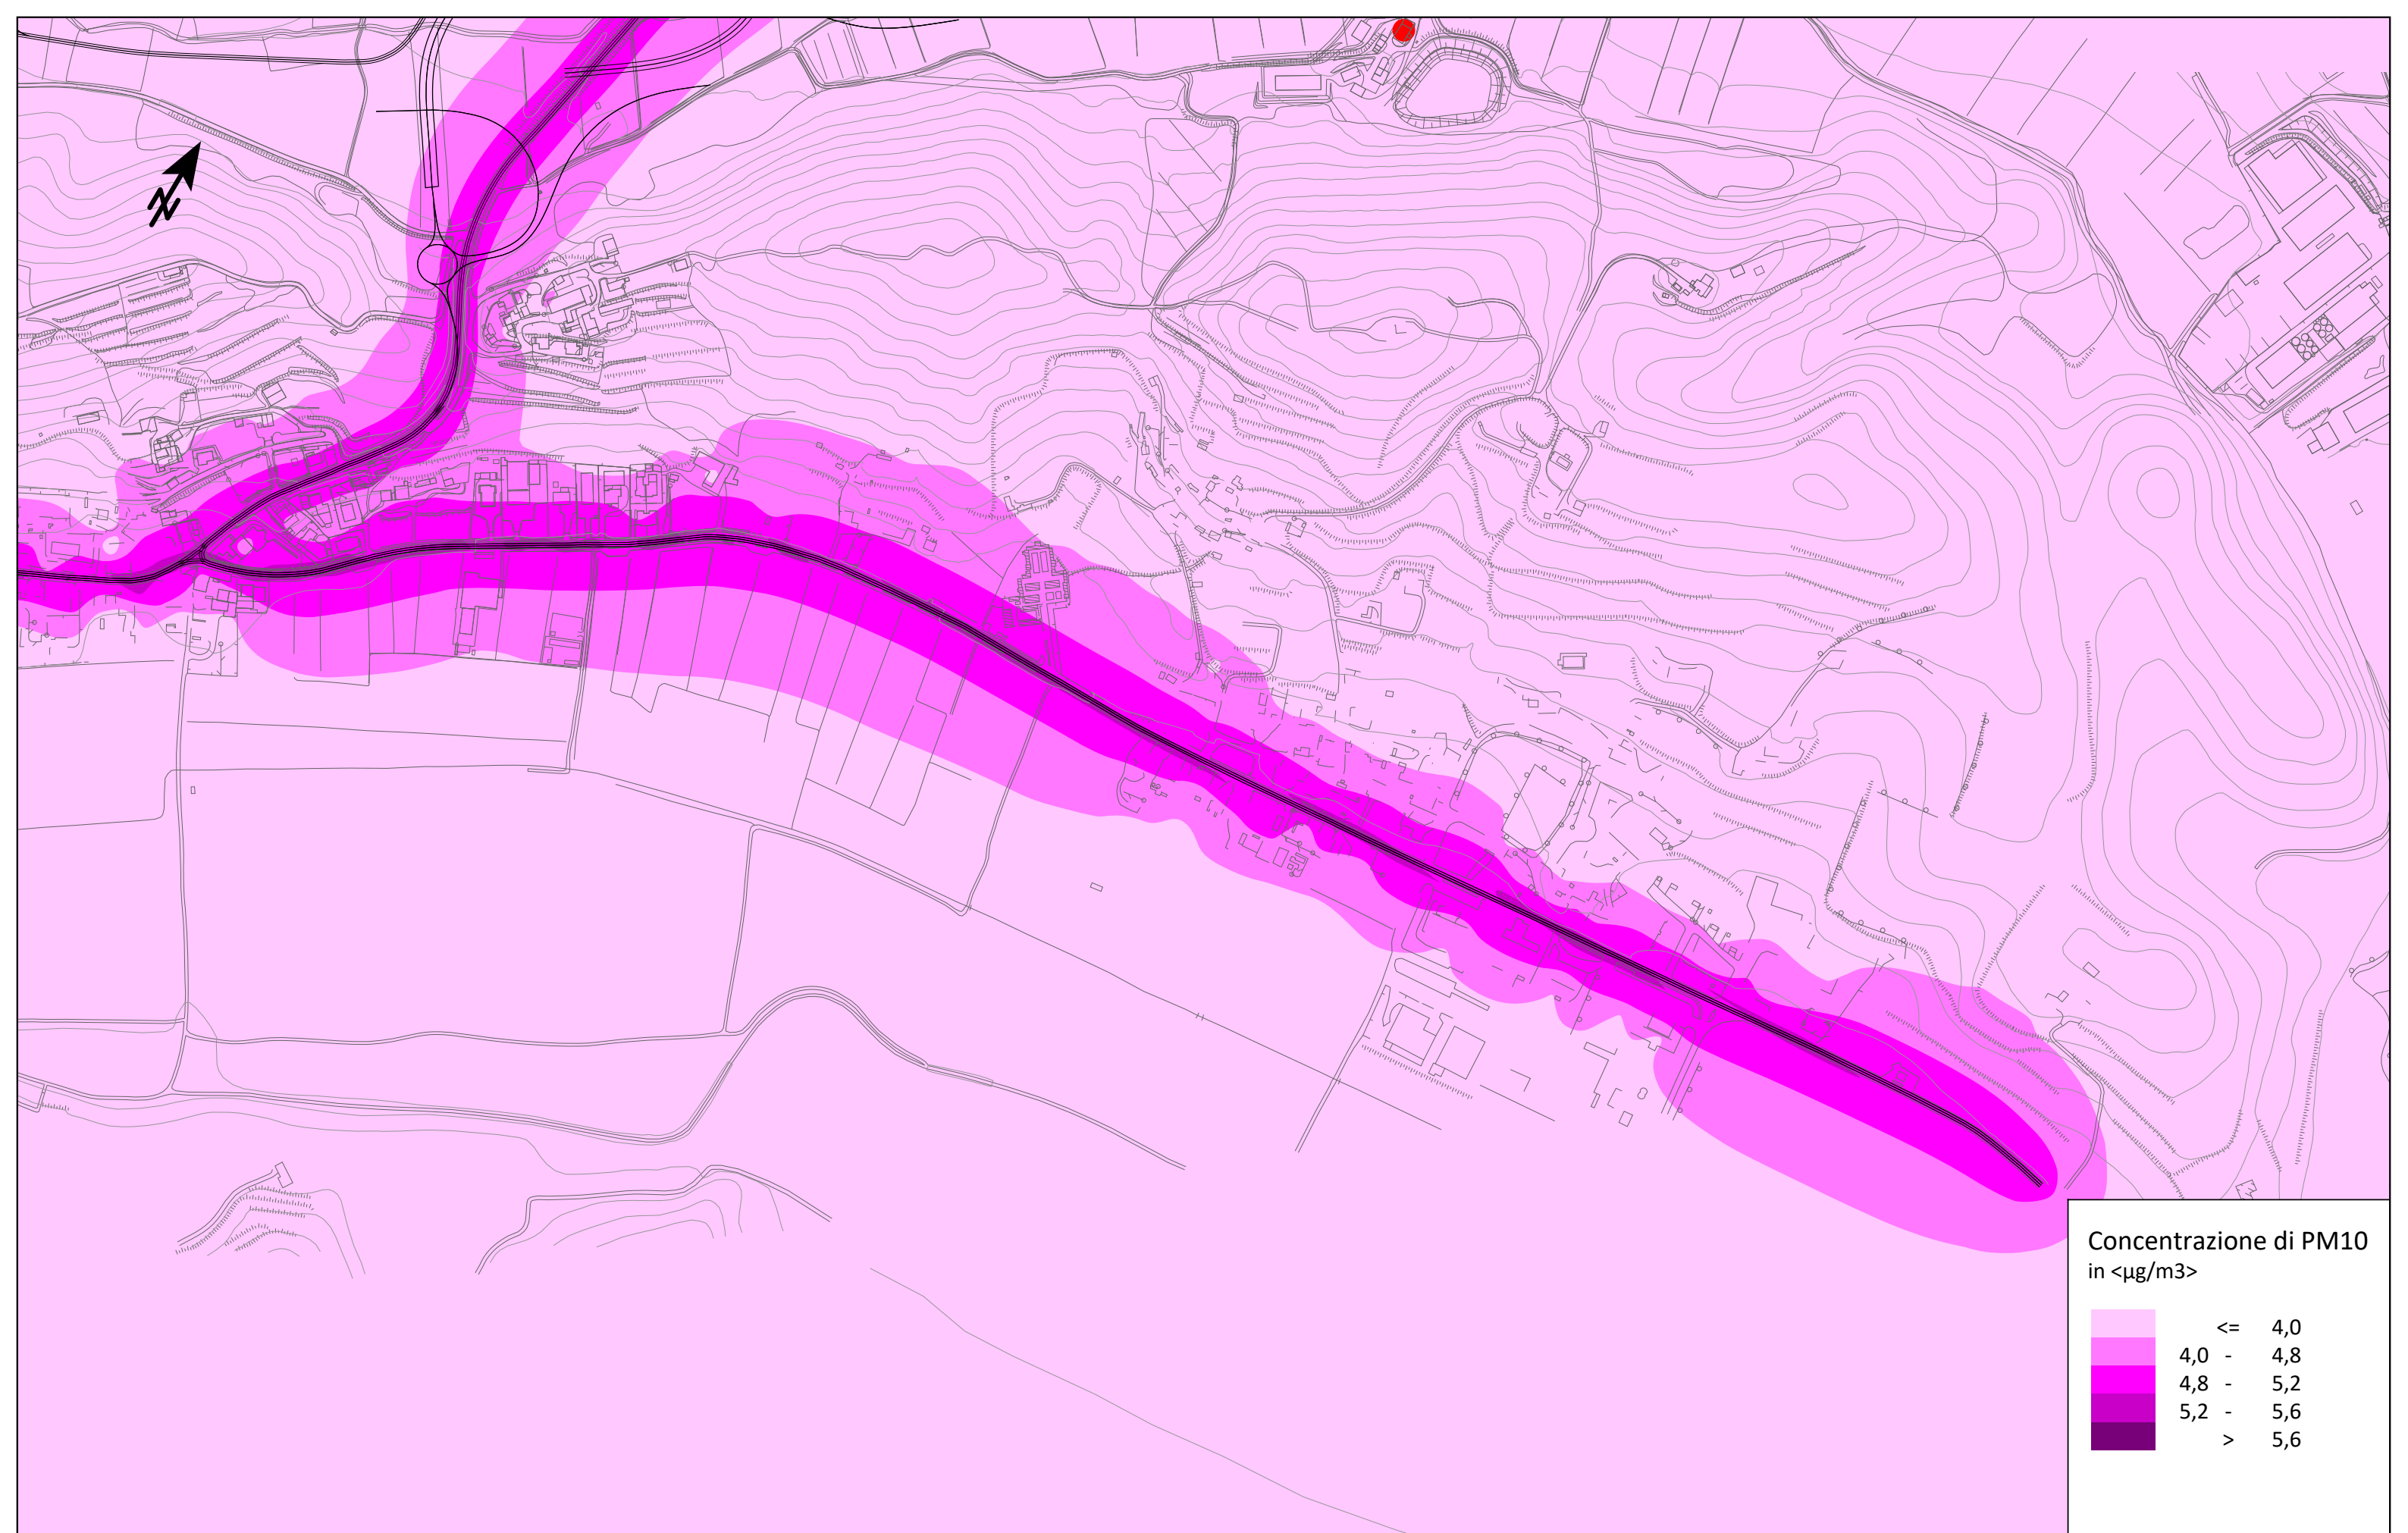 N
Concentrazione di PM10
in <µg/m3>
<= 4,0
4,0 - 4,8
4,8 - 5,2
5,2 - 5,6
> 5,6